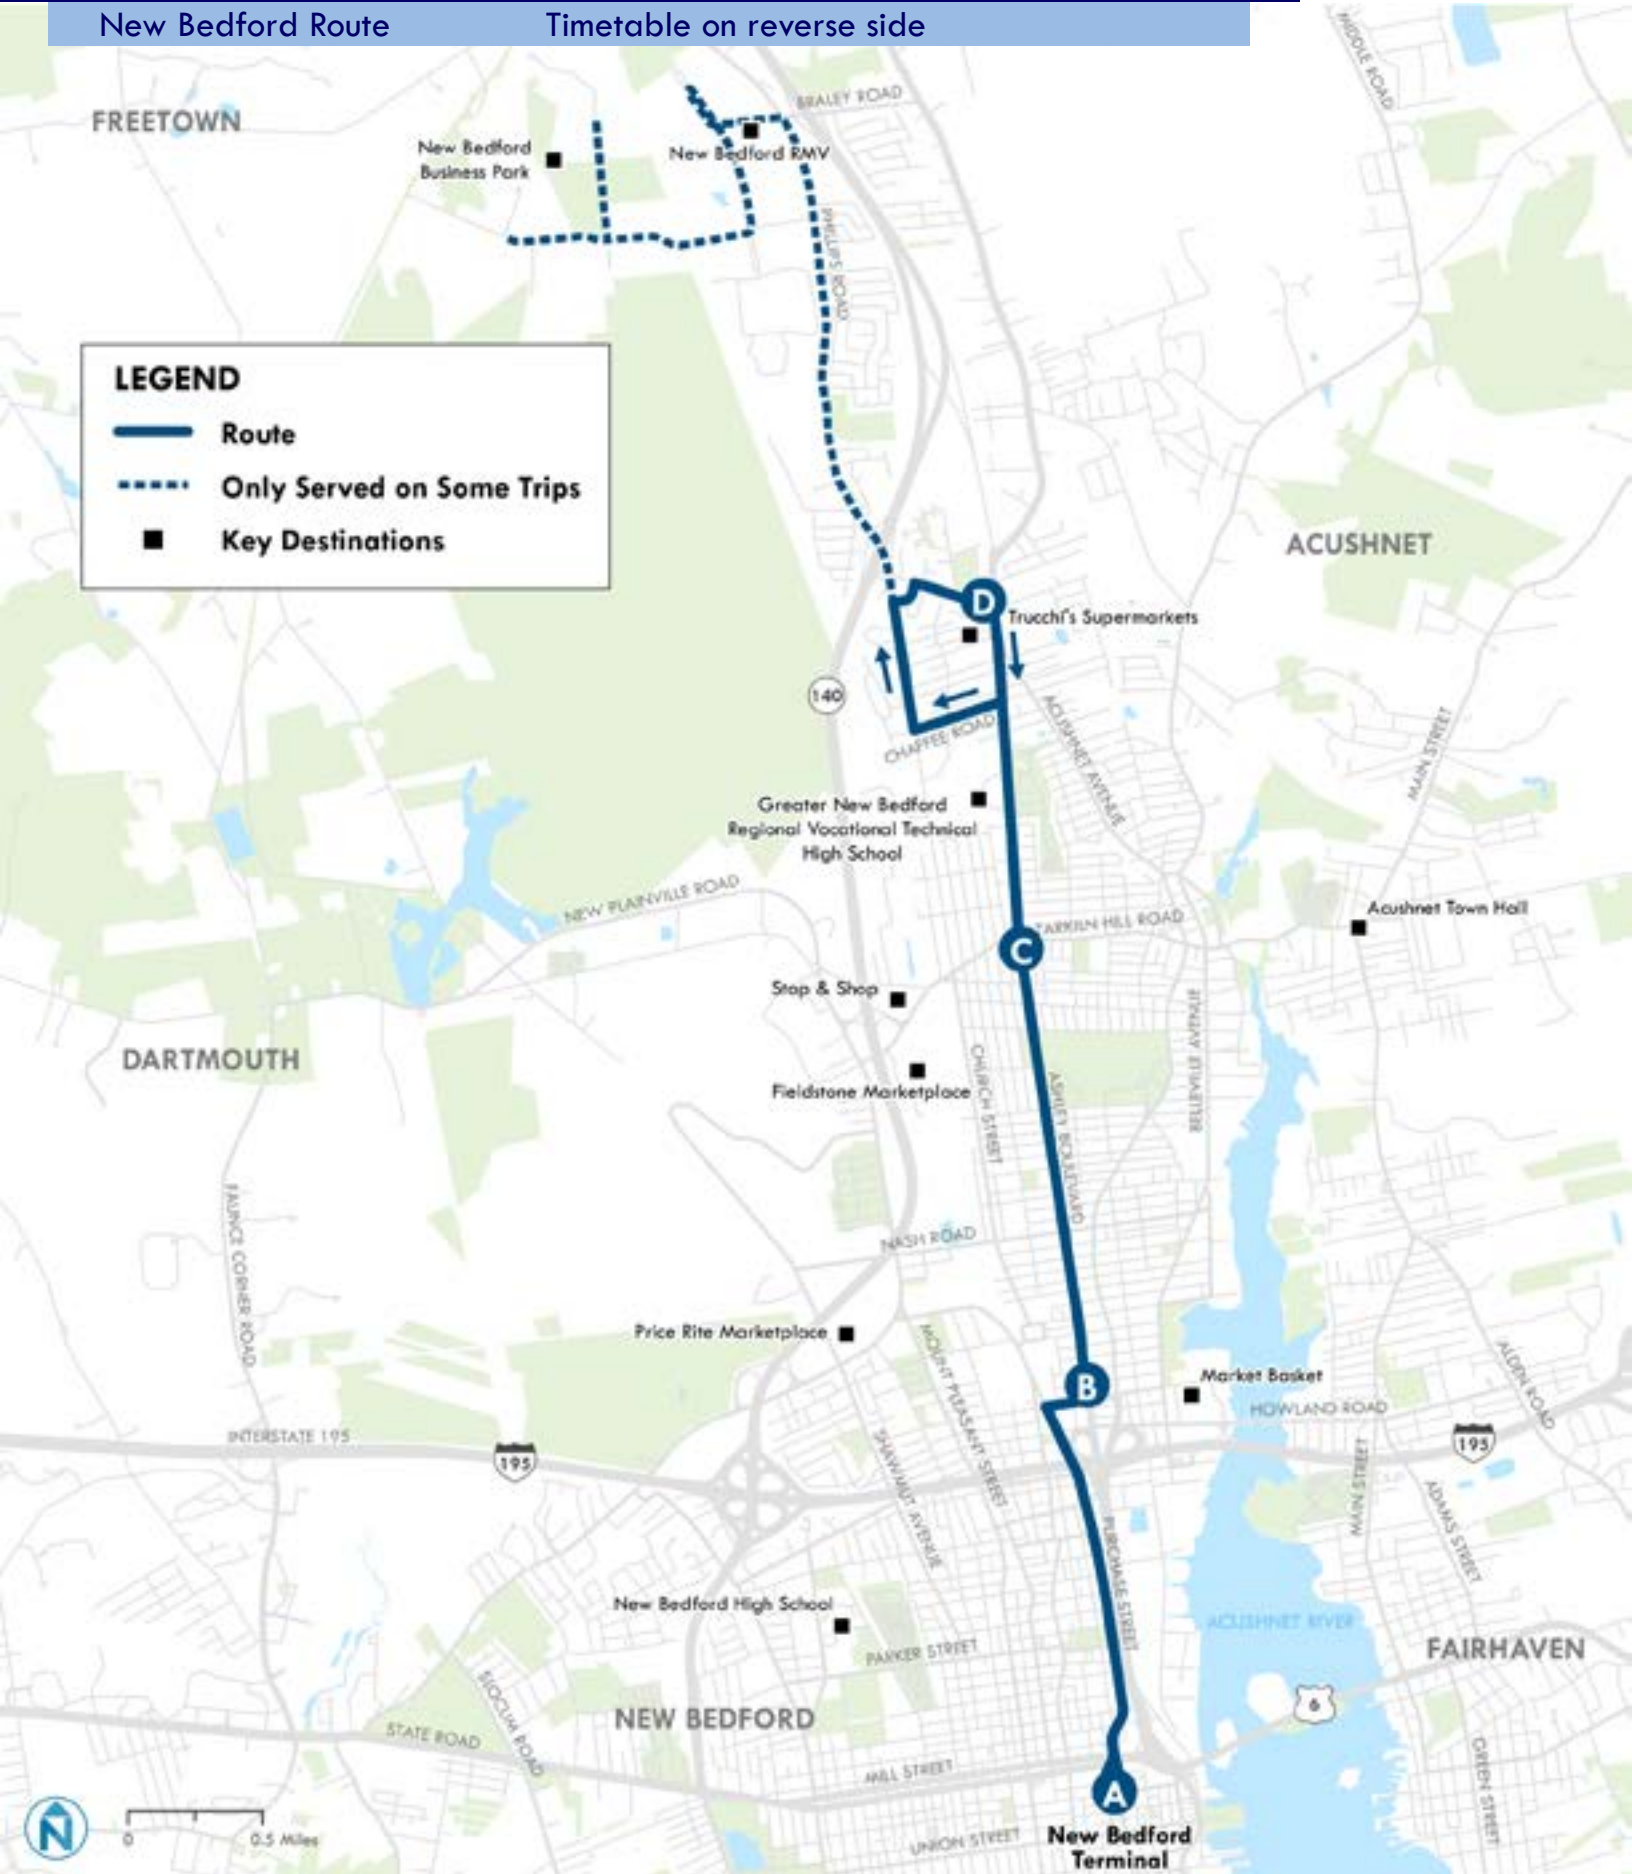 New Bedford Route Timetable on reverse side
MIDDLE ROAD
BRALEY ROAD
FREETOWN
New Bedford
Business Park
New Bedford RMV
PHILLIPS ROAD
LEGEND
Route
Only Served on Some Trips
Key Destinations
ACUSHNET
D
Trucchi's Supermarkets
140
CHAFFEE ROAD
ACUSHNET AVENUE
MAIN STREET
Greater New Bedford
Regional Vocational Technical
High School
NEW PLAINVILLE ROAD
Acushnet Town Hall
TARKILN HILL ROAD
C
Stop & Shop
BELLEVILLE AVENUE
DARTMOUTH
Fieldstone Marketplace
CHURCH STREET
ASHLEY BOULEVARD
FAUNCE CORNER ROAD
NASH ROAD
Price Rite Marketplace
MOUNT PLEASANT STREET
ALDEN ROAD
B
Market Basket
HOWLAND ROAD
INTERSTATE 195
195
195
SHAWMUT AVENUE
MAIN STREET
ADAMS STREET
PURCHASE STREET
New Bedford High School
ACUSHNET RIVER
PARKER STREET
FAIRHAVEN
SLOCUM ROAD
NEW BEDFORD
6
STATE ROAD
GREEN STREET
MILL STREET
A
N
0 0.5 Miles
UNION STREET
New Bedford
Terminal